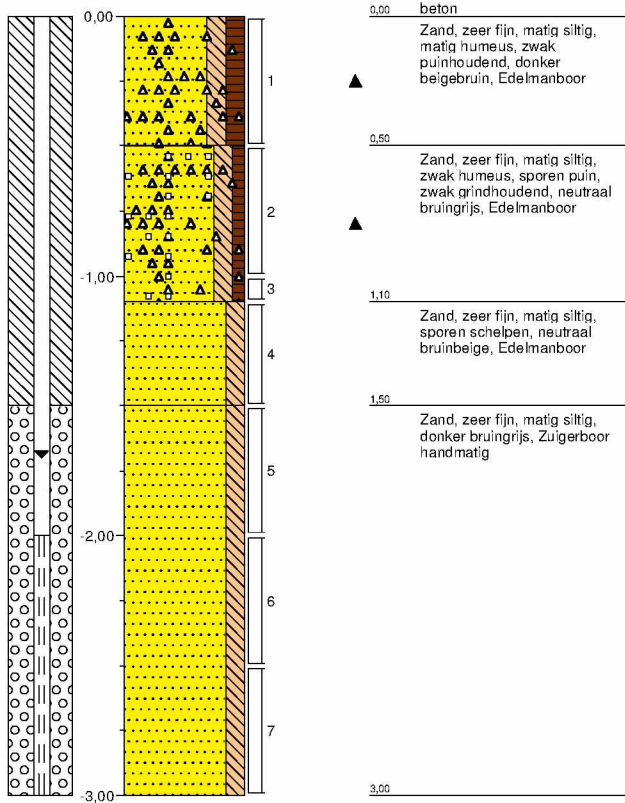 0,00
-1,00
-2,00
-3,00
1
2
3
4
5
6
7
0,00
beton
Zand, zeer fijn, matig siltig,
matig humeus, zwak
puinhoudend, donker
beigebruin, Edelmanboor
0,50
Zand, zeer fijn, matig siltig,
zwak humeus, sporen puin,
zwak grindhoudend, neutraal
bruingrijs, Edelmanboor
1,10
Zand, zeer fijn, matig siltig,
sporen schelpen, neutraal
bruinbeige, Edelmanboor
1,50
Zand, zeer fijn, matig siltig,
donker bruingrijs, Zuigerboor
handmatig
3,00